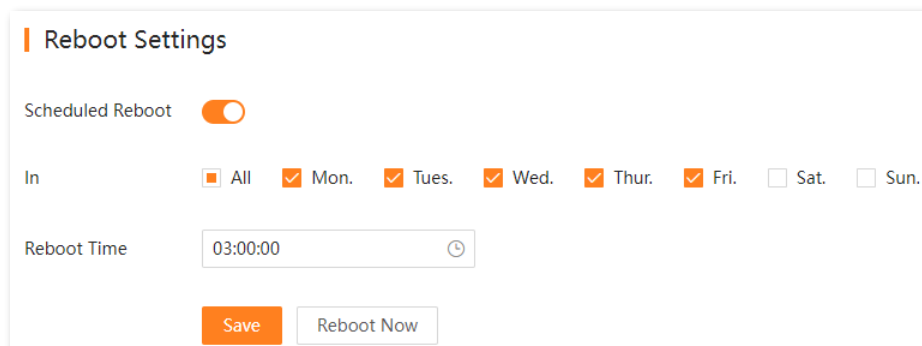 Reboot Settings
Scheduled Reboot
In All Mon. Tues. Wed. Thur. Fri. Sat. Sun.
Reboot Time 03:00:00
Save Reboot Now